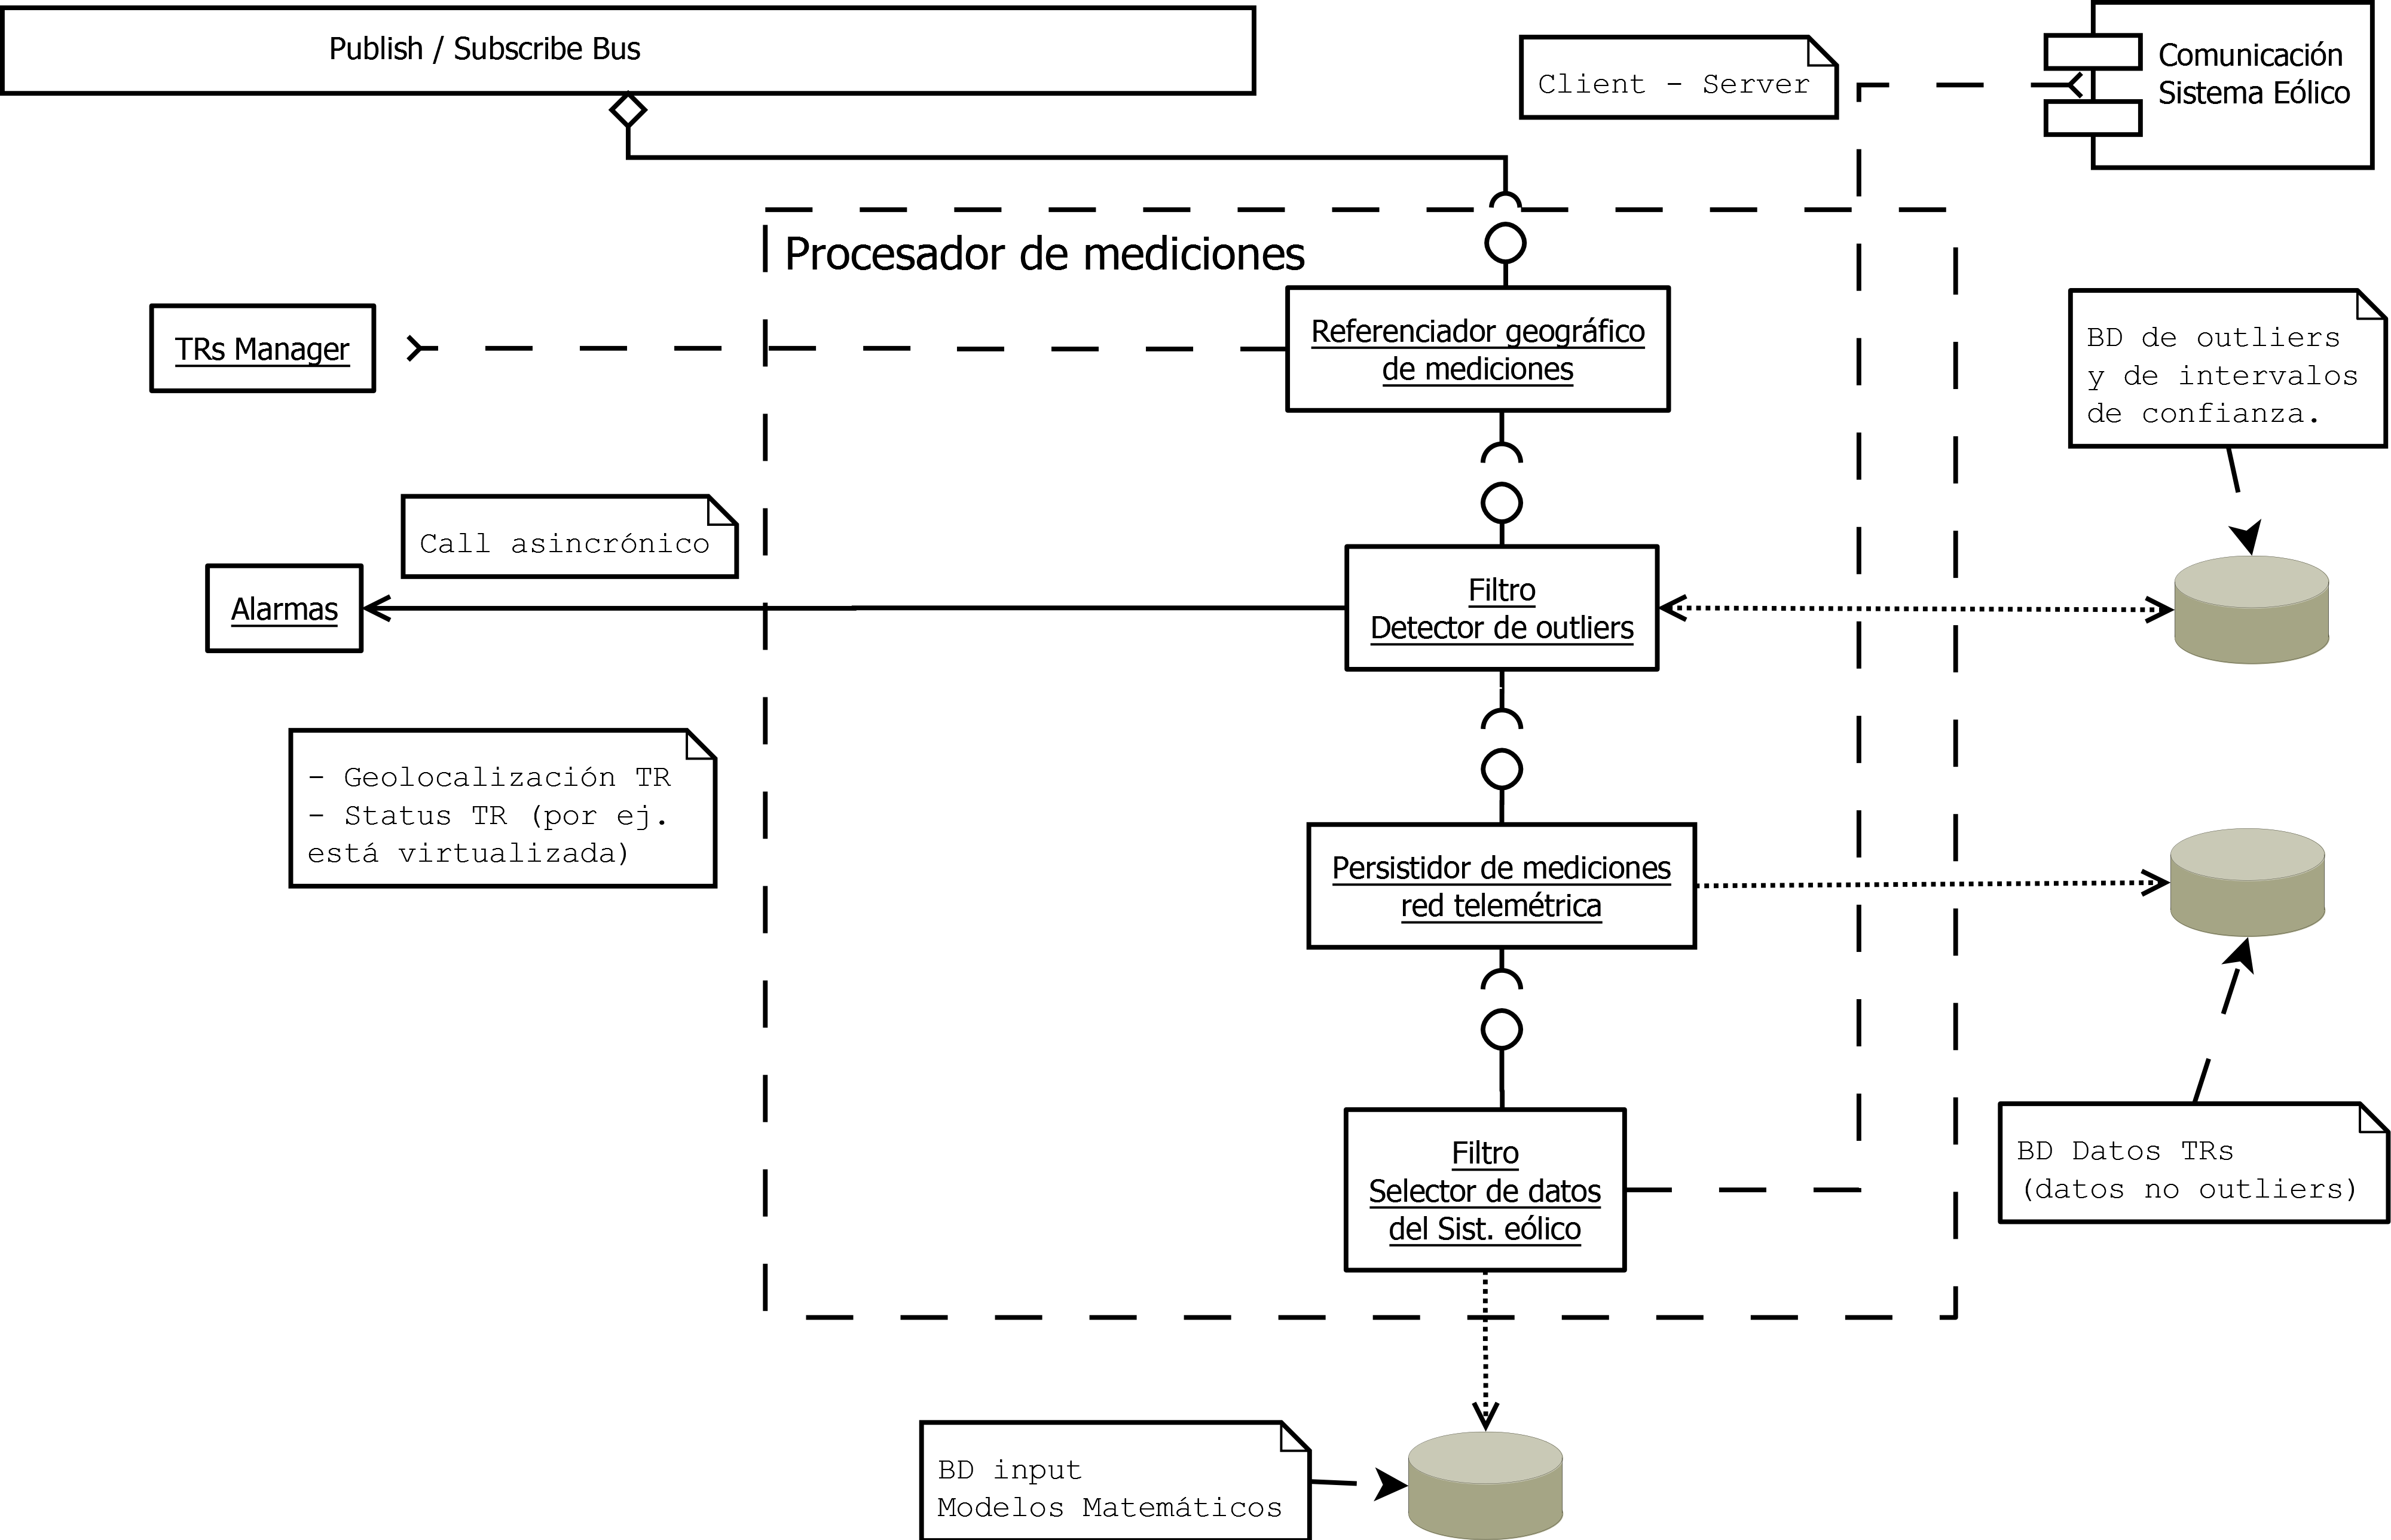 Publish / Subscribe Bus
Client - Server
Comunicación
Sistema Eólico
Procesador de mediciones
TRs Manager
Referenciador geográfico
de mediciones
BD de outliers
y de intervalos
de confianza.
Call asincrónico
Alarmas
Filtro
Detector de outliers
- Geolocalización TR
- Status TR (por ej.
está virtualizada)
Persistidor de mediciones
red telemétrica
Filtro
Selector de datos
del Sist. eólico
BD Datos TRs
(datos no outliers)
BD input
Modelos Matemáticos